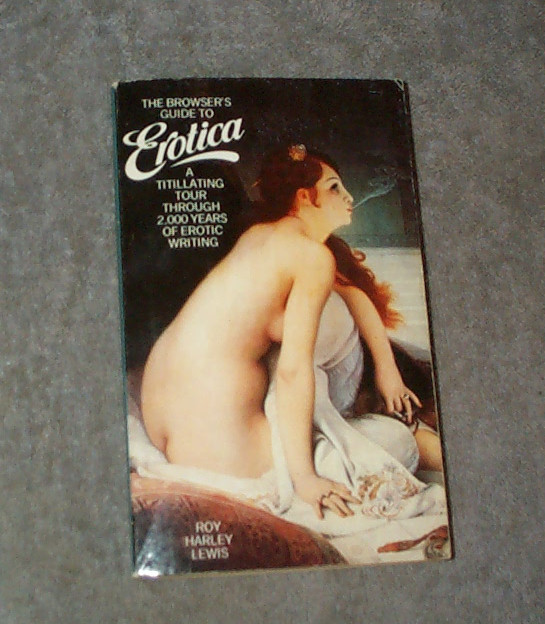 THE BROWSER'S
GUIDE TO
Erotica
A
TITILLATING
TOUR
THROUGH
2,000 YEARS
OF EROTIC
WRITING
ROY
HARLEY
LEWIS